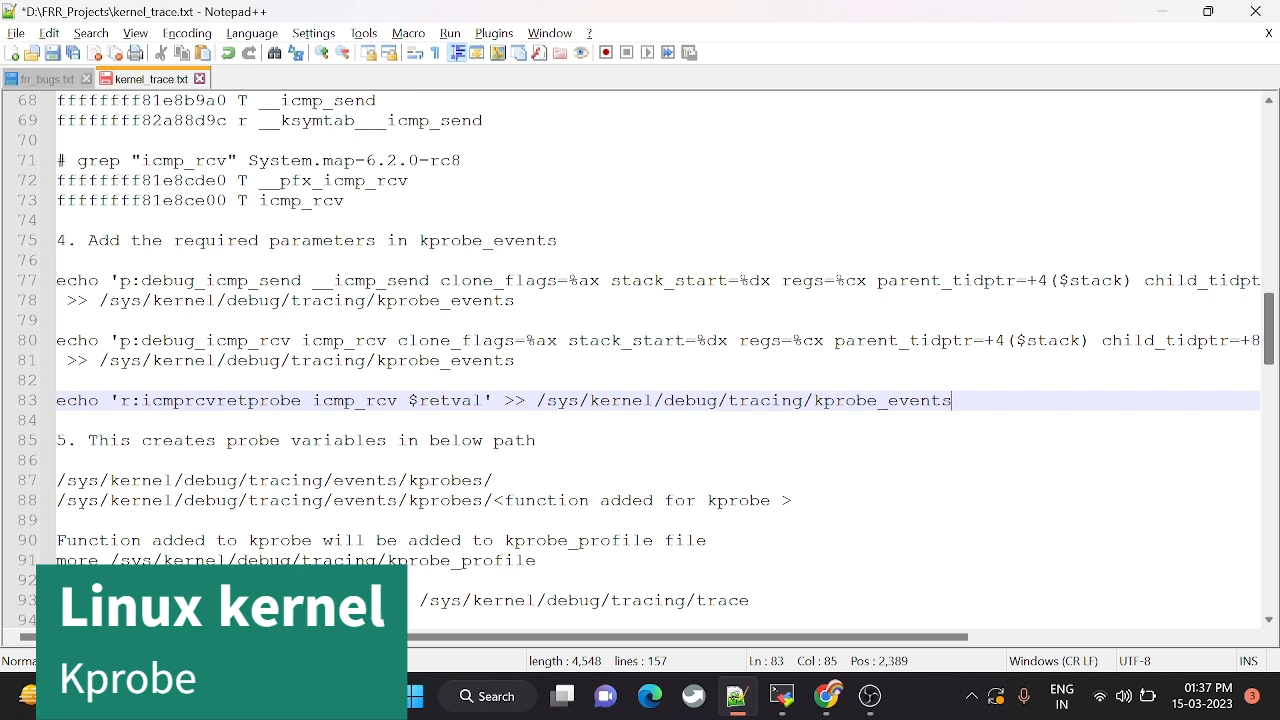 *D:\FRR_Projects\kernel_trace.txt - Notepad++
File Edit Search View Encoding Language Settings Tools Macro Run Plugins Window ? X
frr_bugs.txt kernel_trace.txt
68 ffffffff81e8b9a0 T __icmp_send
69 ffffffff82a88d9c r __ksymtab___icmp_send
70
71 # grep "icmp_rcv" System.map-6.2.0-rc8
72 ffffffff81e8cde0 T __pfx_icmp_rcv
73 ffffffff81e8ce00 T icmp_rcv
74
75 4. Add the required parameters in kprobe_events
76
77 echo 'p:debug_icmp_send __icmp_send clone_flags=%ax stack_start=%dx regs=%cx parent_tidptr=+4($stack) child_tidpt
78 >> /sys/kernel/debug/tracing/kprobe_events
79
80 echo 'p:debug_icmp_rcv icmp_rcv clone_flags=%ax stack_start=%dx regs=%cx parent_tidptr=+4($stack) child_tidptr=+8
81 >> /sys/kernel/debug/tracing/kprobe_events
82
83 echo 'r:icmprcvretprobe icmp_rcv $retval' >> /sys/kernel/debug/tracing/kprobe_events
84
85 5. This creates probe variables in below path
86
87 /sys/kernel/debug/tracing/events/kprobes/
88 /sys/kernel/debug/tracing/events/kprobes/<function added for kprobe >
89
90 Function added to kprobe will be added to kprobe_profile file
91 more /sys/kernel/debug/tracing/kprobe_profile
92
93 /sys/kernel/debug/tracing/trace
94
Linux kernel
Kprobe
Norma length : 4,548 lines : 157 Ln : 83 Col : 85 Pos : 2,389 Windows (CR LF) UTF-8 INS
Search ENG IN 01:37 PM 15-03-2023 3